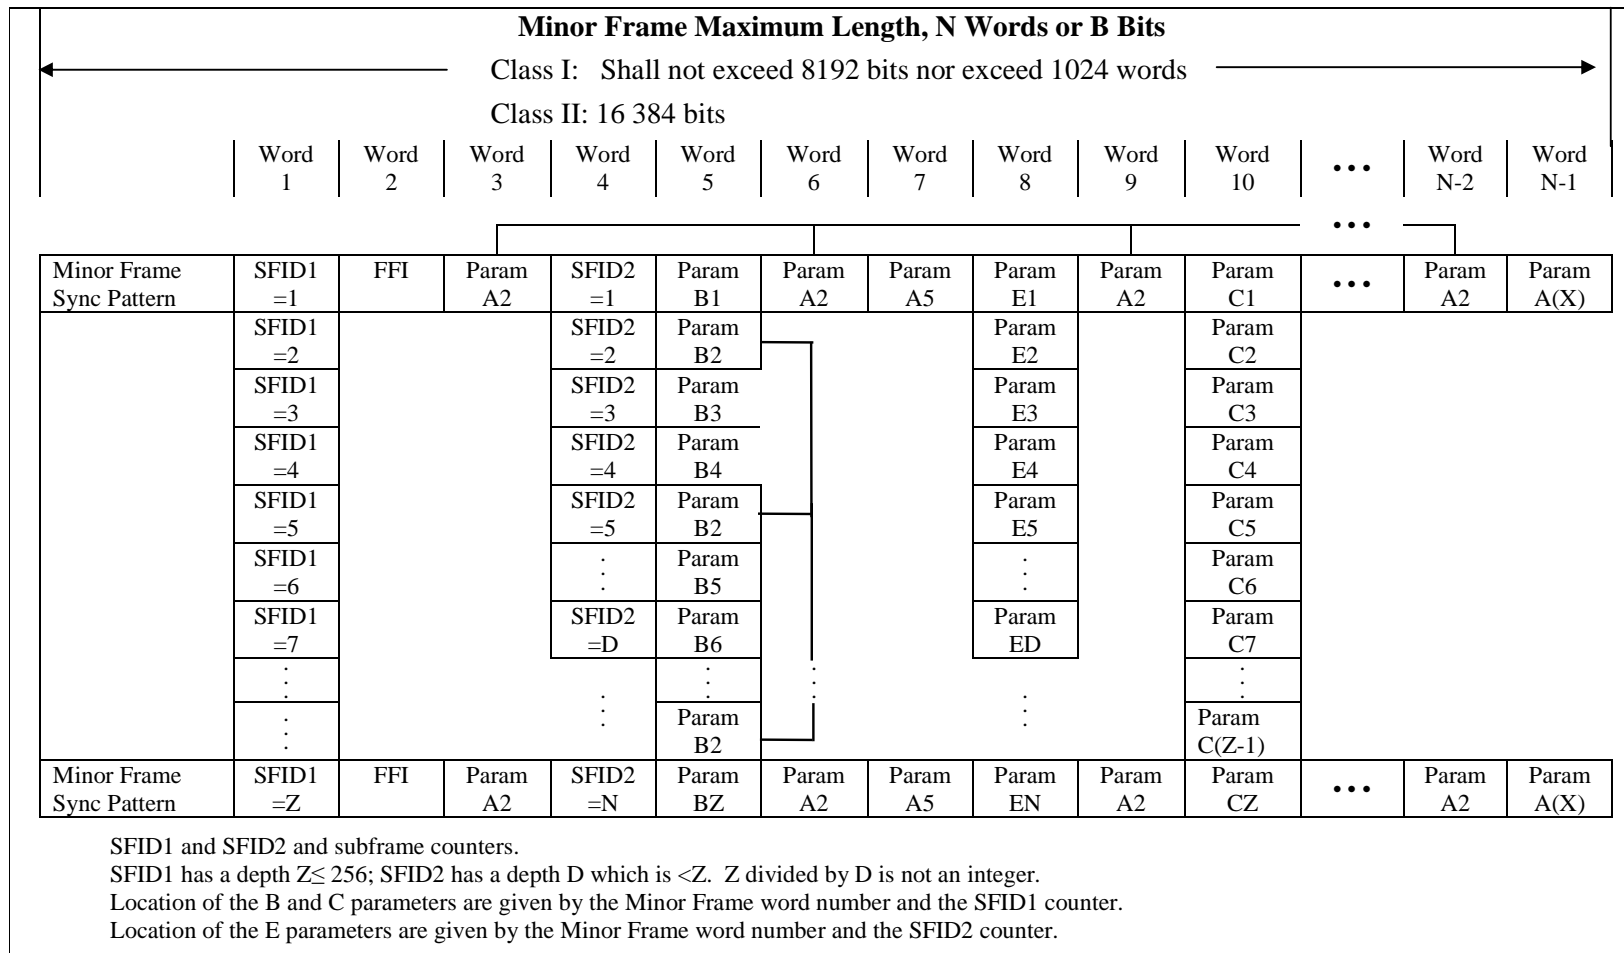 Minor Frame Maximum Length, N Words or B Bits
Class I: Shall not exceed 8192 bits nor exceed 1024 words
Class II: 16 384 bits
Word Word Word Word Word Word Word Word Word Word ••• Word Word
1 2 3 4 5 6 7 8 9 10 N-2 N-1
•••
Minor Frame SFID1 FFI Param SFID2 Param Param Param Param Param Param ••• Param Param
Sync Pattern =1 A2 =1 B1 A2 A5 E1 A2 C1 A2 A(X)
SFID1 SFID2 Param Param Param
=2 =2 B2 E2 C2
SFID1 SFID2 Param Param Param
=3 =3 B3 E3 C3
SFID1 SFID2 Param Param Param
=4 =4 B4 E4 C4
SFID1 SFID2 Param Param Param
=5 =5 B2 E5 C5
SFID1 Param Param
=6 B5 C6
SFID1 SFID2 Param Param Param
=7 =D B6 ED C7
Param Param
B2 C(Z-1)
Minor Frame SFID1 FFI Param SFID2 Param Param Param Param Param Param ••• Param Param
Sync Pattern =Z A2 =N BZ A2 A5 EN A2 CZ A2 A(X)
SFID1 and SFID2 and subframe counters.
SFID1 has a depth Z≤ 256; SFID2 has a depth D which is <Z. Z divided by D is not an integer.
Location of the B and C parameters are given by the Minor Frame word number and the SFID1 counter.
Location of the E parameters are given by the Minor Frame word number and the SFID2 counter.